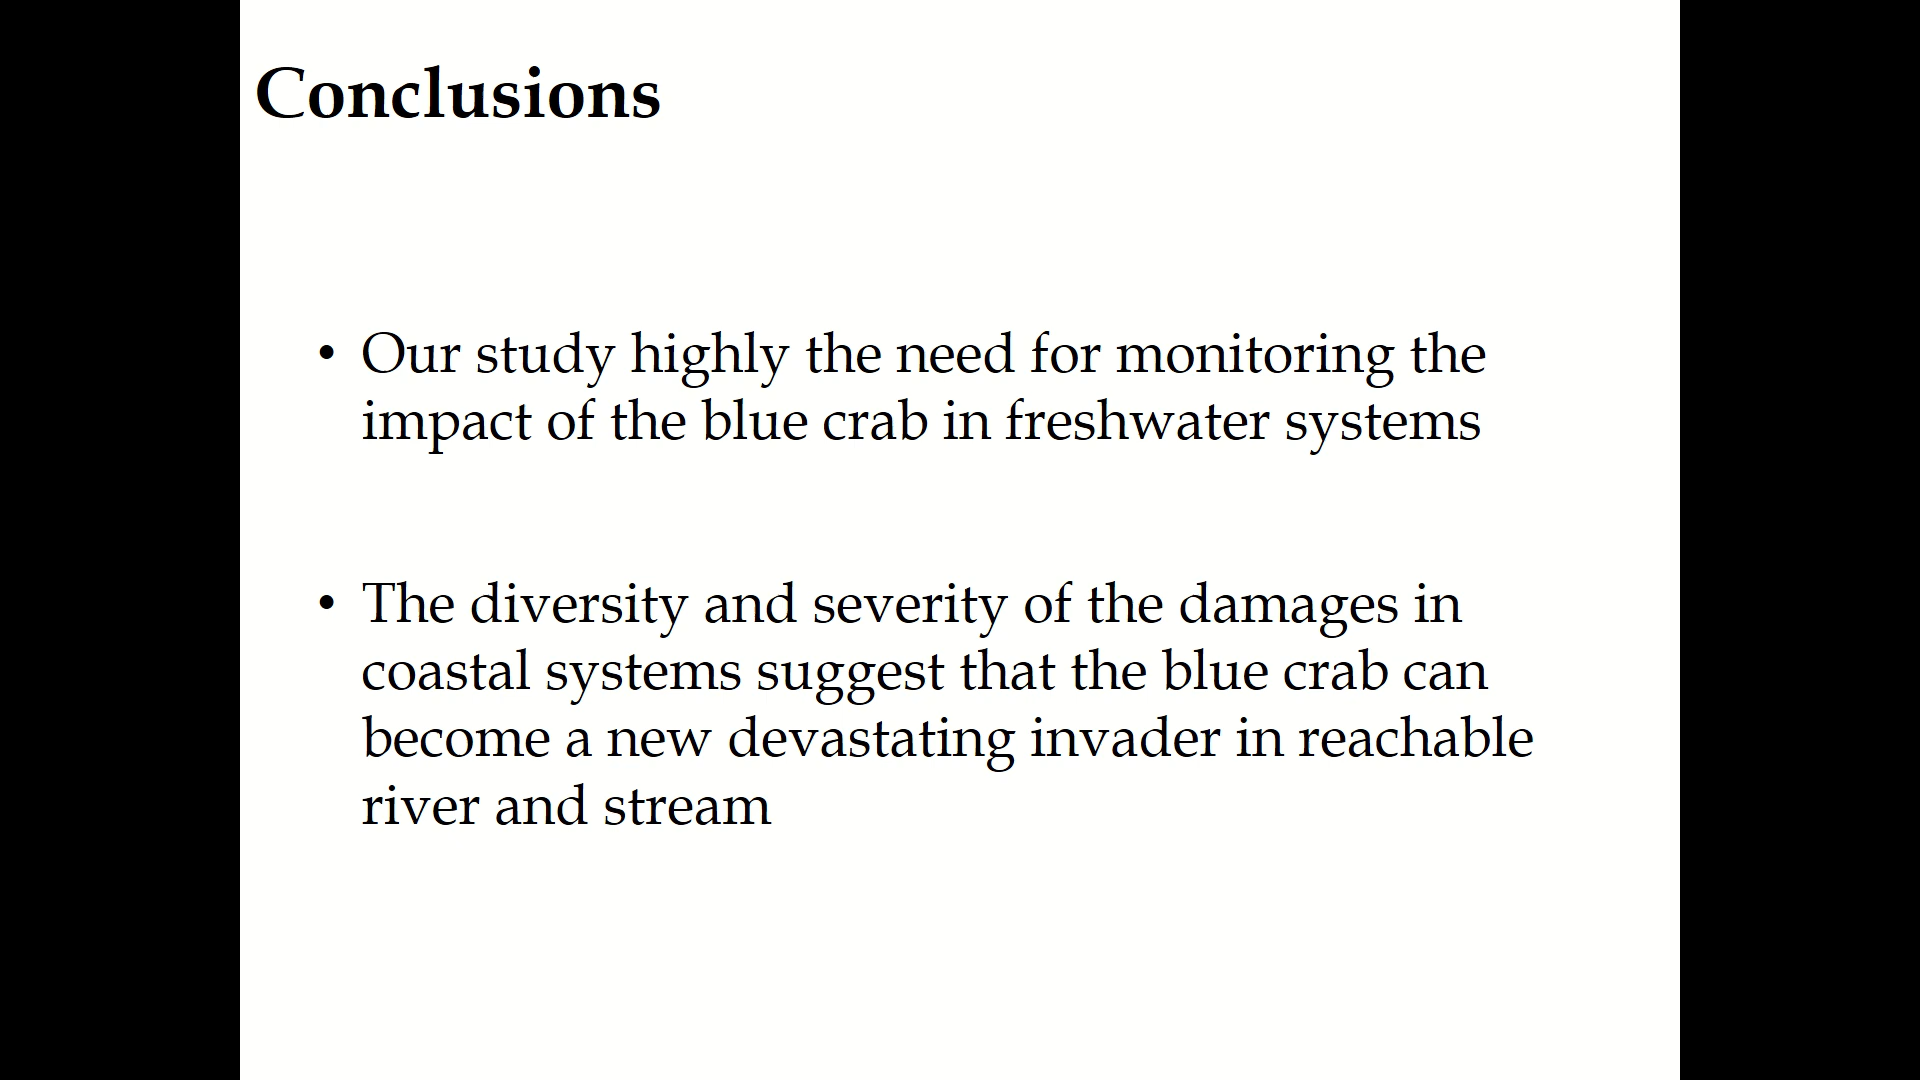 Conclusions
• Our study highly the need for monitoring the
impact of the blue crab in freshwater systems
• The diversity and severity of the damages in
coastal systems suggest that the blue crab can
become a new devastating invader in reachable
river and stream